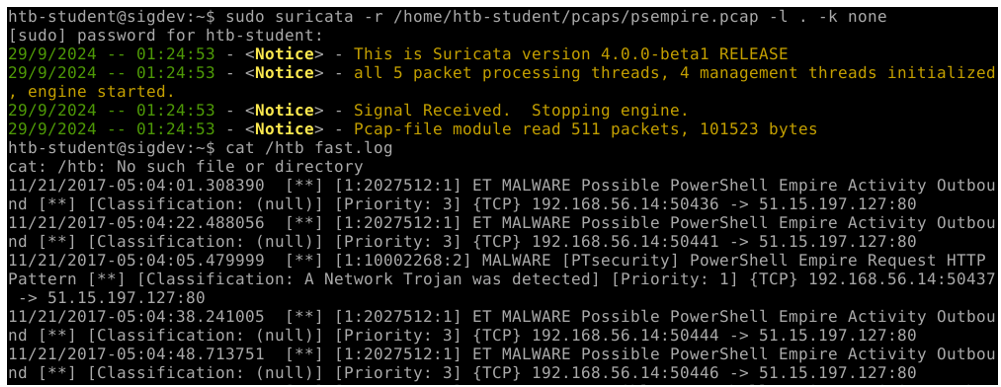 htb-student@sigdev:~$ sudo suricata -r /home/htb-student/pcaps/psempire.pcap -l . -k none
[sudo] password for htb-student:
29/9/2024 -- 01:24:53 - <Notice> - This is Suricata version 4.0.0-beta1 RELEASE
29/9/2024 -- 01:24:53 - <Notice> - all 5 packet processing threads, 4 management threads initialized
, engine started.
29/9/2024 -- 01:24:53 - <Notice> - Signal Received.  Stopping engine.
29/9/2024 -- 01:24:53 - <Notice> - Pcap-file module read 511 packets, 101523 bytes
htb-student@sigdev:~$ cat /htb fast.log
cat: /htb: No such file or directory
11/21/2017-05:04:01.308390  [**] [1:2027512:1] ET MALWARE Possible PowerShell Empire Activity Outbou
nd [**] [Classification: (null)] [Priority: 3] {TCP} 192.168.56.14:50436 -> 51.15.197.127:80
11/21/2017-05:04:22.488056  [**] [1:2027512:1] ET MALWARE Possible PowerShell Empire Activity Outbou
nd [**] [Classification: (null)] [Priority: 3] {TCP} 192.168.56.14:50441 -> 51.15.197.127:80
11/21/2017-05:04:05.479999  [**] [1:10002268:2] MALWARE [PTsecurity] PowerShell Empire Request HTTP
Pattern [**] [Classification: A Network Trojan was detected] [Priority: 1] {TCP} 192.168.56.14:50437
 -> 51.15.197.127:80
11/21/2017-05:04:38.241005  [**] [1:2027512:1] ET MALWARE Possible PowerShell Empire Activity Outbou
nd [**] [Classification: (null)] [Priority: 3] {TCP} 192.168.56.14:50444 -> 51.15.197.127:80
11/21/2017-05:04:48.713751  [**] [1:2027512:1] ET MALWARE Possible PowerShell Empire Activity Outbou
nd [**] [Classification: (null)] [Priority: 3] {TCP} 192.168.56.14:50446 -> 51.15.197.127:80